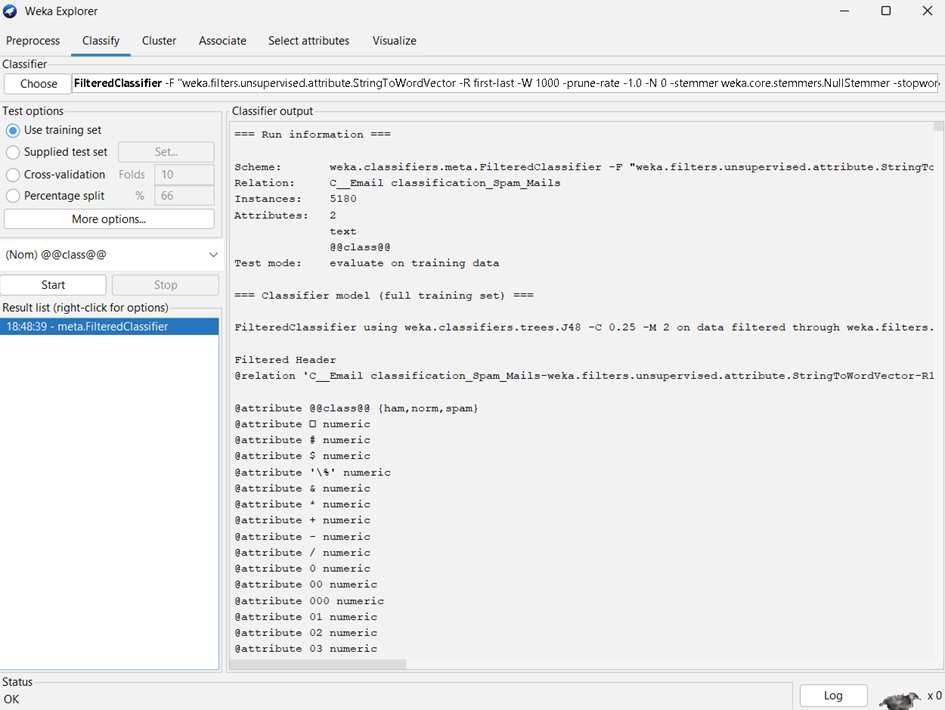 Weka Explorer
Preprocess Classify Cluster Associate Select attributes Visualize
Classifier
Choose FilteredClassifier -F "weka.filters.unsupervised.attribute.StringToWordVector -R first-last -W 1000 -prune-rate -1.0 -N 0 -stemmer weka.core.stemmers.NullStemmer -stopwor
Test options
Use training set
Supplied test set Set...
Cross-validation Folds 10
Percentage split % 66
More options...
(Nom) @@class@@
Start Stop
Result list (right-click for options)
18:48:39 - meta.FilteredClassifier
Classifier output
=== Run information ===
Scheme: weka.classifiers.meta.FilteredClassifier -F "weka.filters.unsupervised.attribute.StringTo
Relation: C__Email classification_Spam_Mails
Instances: 5180
Attributes: 2
text
@@class@@
Test mode: evaluate on training data
=== Classifier model (full training set) ===
FilteredClassifier using weka.classifiers.trees.J48 -C 0.25 -M 2 on data filtered through weka.filters.
Filtered Header
@relation 'C__Email classification_Spam_Mails-weka.filters.unsupervised.attribute.StringToWordVector-R1
@attribute @@class@@ {ham,norm,spam}
@attribute □ numeric
@attribute # numeric
@attribute $ numeric
@attribute '\%' numeric
@attribute & numeric
@attribute * numeric
@attribute + numeric
@attribute - numeric
@attribute / numeric
@attribute 0 numeric
@attribute 00 numeric
@attribute 000 numeric
@attribute 01 numeric
@attribute 02 numeric
@attribute 03 numeric
Status
OK
Log x 0